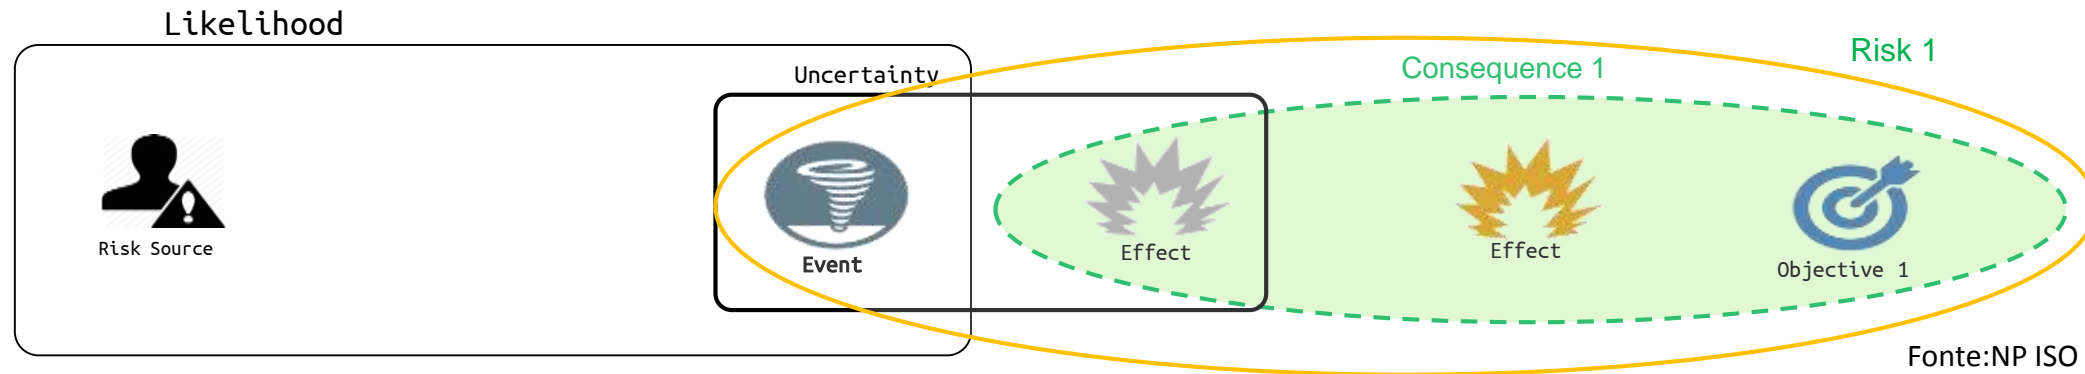 Likelihood
Risk 1
Uncertainty
Consequence 1
Risk Source
Event
Effect
Effect
Objective 1
Fonte:NP ISO